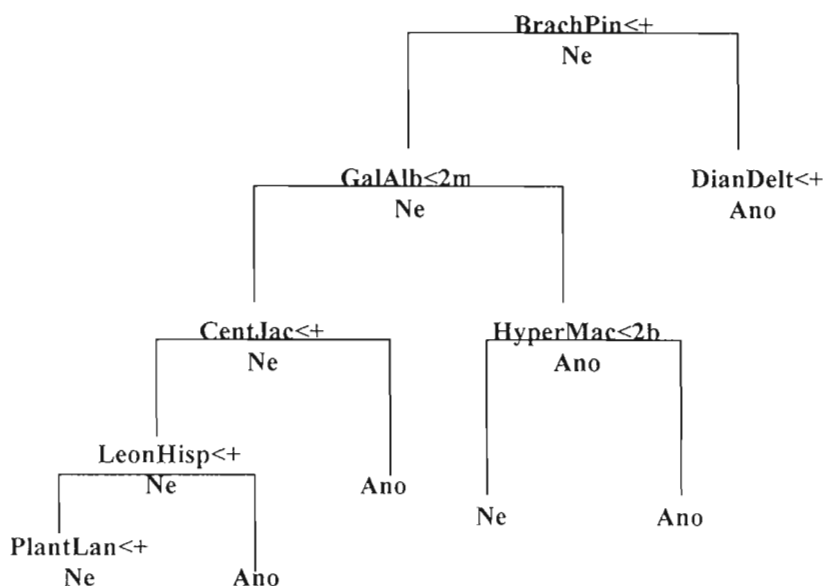 BrachPin<+
Ne
GalAlb<2m
Ne
DianDelt<+
Ano
CentJac<+
Ne
HyperMac<2b
Ano
LeonHisp<+
Ne
Ano
Ne
Ano
PlantLan<+
Ne
Ano